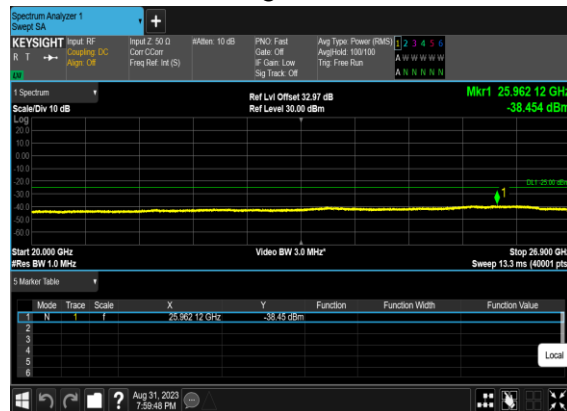 Spectrum Analyzer 1
Swept SA
+
KEYSIGHT
R T
LV
Input: RF
Coupling: DC
Align: Off
Input Z: 50 Ω
Corr CCorr
Freq Ref: Int (S)
#Atten: 10 dB
PNO: Fast
Gate: Off
IF Gain: Low
Sig Track: Off
Avg Type: Power (RMS)
Avg|Hold: 100/100
Trig: Free Run
1 2 3 4 5 6
A W W W W W
A N N N N N
1 Spectrum
Scale/Div 10 dB
Ref Lvl Offset 32.97 dB
Ref Level 30.00 dBm
Mkr1 25.962 12 GHz
-38.454 dBm
Log
20.0
10.0
0.00
-10.0
-20.0
-30.0
-40.0
-50.0
-60.0
1
Start 20.000 GHz
#Res BW 1.0 MHz
Video BW 3.0 MHz*
Stop 26.900 GHz
Sweep 13.3 ms (40001 pts)
5 Marker Table
Mode Trace Scale X Y Function Function Width Function Value
1 N 1 f 25.962 12 GHz -38.45 dBm
2
3
4
5
6
Local
?
Aug 31, 2023
7:59:48 PM